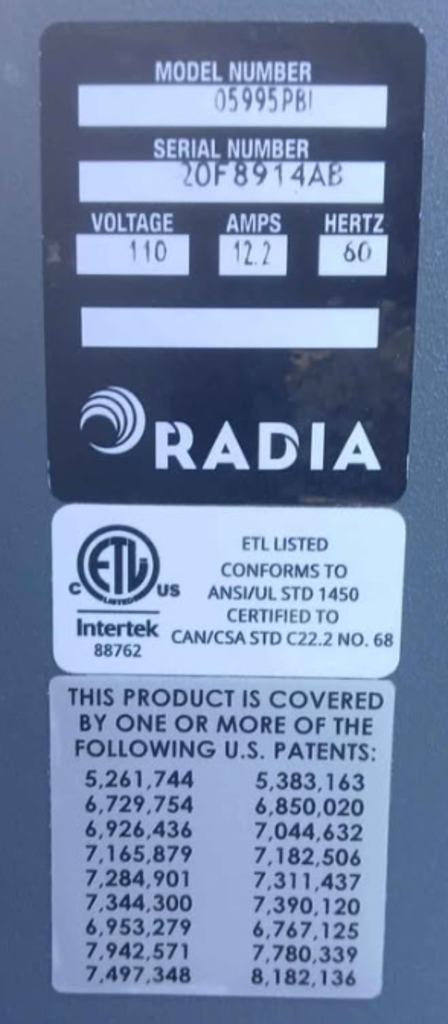 MODEL NUMBER
05995PBI
SERIAL NUMBER
20F8914AB
VOLTAGE AMPS HERTZ
110 12.2 60
RADIA
ETL LISTED
CONFORMS TO
ANSI/UL STD 1450
CERTIFIED TO
CAN/CSA STD C22.2 NO. 68
C ETL US
LISTED
Intertek
88762
THIS PRODUCT IS COVERED
BY ONE OR MORE OF THE
FOLLOWING U.S. PATENTS:
5,261,744 5,383,163
6,729,754 6,850,020
6,926,436 7,044,632
7,165,879 7,182,506
7,284,901 7,311,437
7,344,300 7,390,120
6,953,279 6,767,125
7,942,571 7,780,339
7,497,348 8,182,136